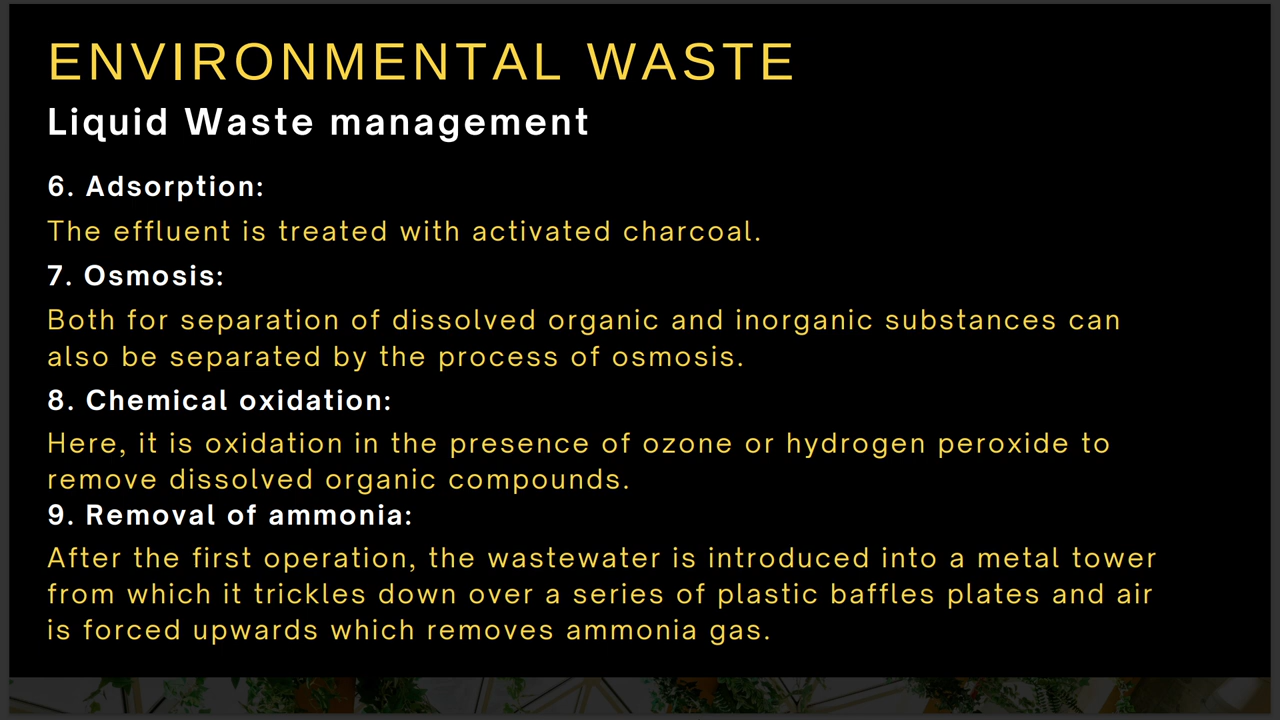 ENVIRONMENTAL WASTE
Liquid Waste management
6. Adsorption:
The effluent is treated with activated charcoal.
7. Osmosis:
Both for separation of dissolved organic and inorganic substances can
also be separated by the process of osmosis.
8. Chemical oxidation:
Here, it is oxidation in the presence of ozone or hydrogen peroxide to
remove dissolved organic compounds.
9. Removal of ammonia:
After the first operation, the wastewater is introduced into a metal tower
from which it trickles down over a series of plastic baffles plates and air
is forced upwards which removes ammonia gas.